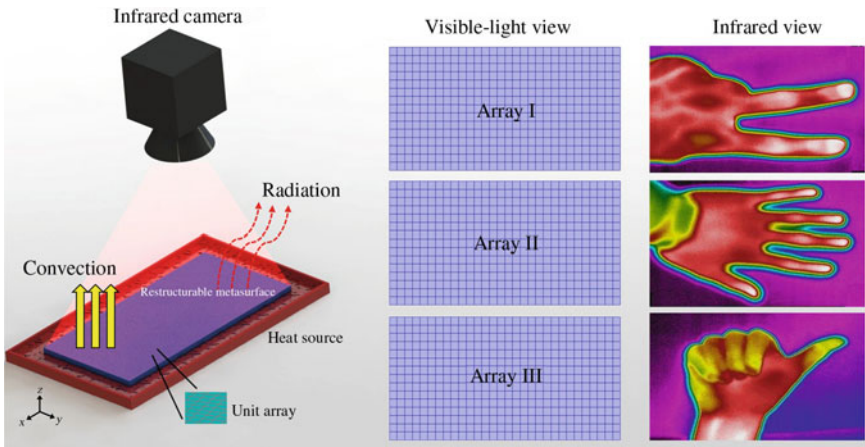 Infrared camera
Radiation
Convection
Restructurable metasurface
Heat source
Unit array
z
x
y
Visible-light view
Array I
Array II
Array III
Infrared view